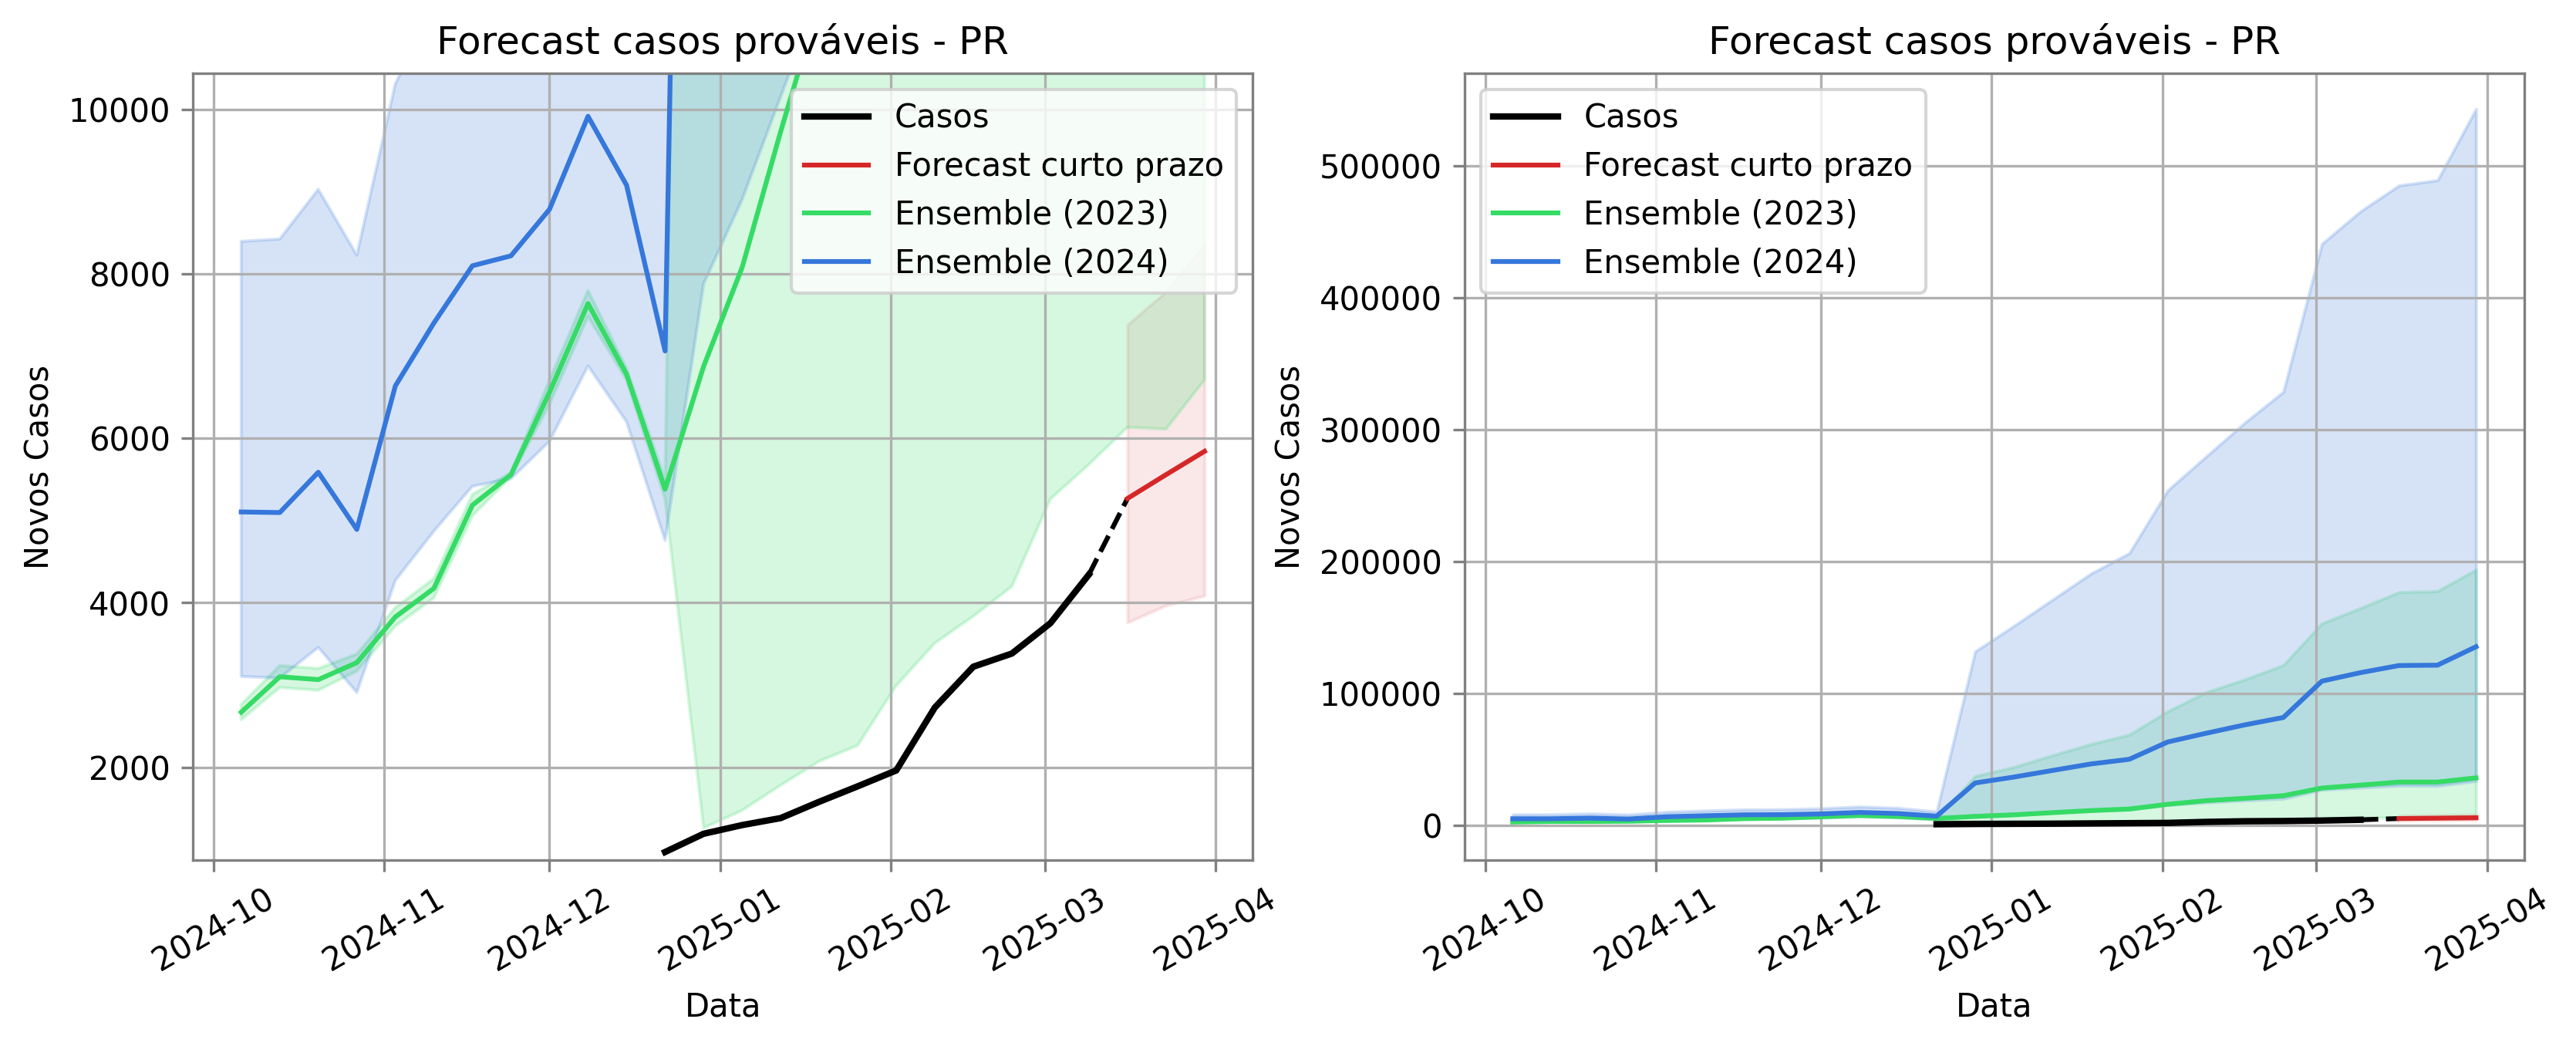 Forecast casos prováveis - PR
10000
8000
6000
4000
2000
Novos Casos
Casos
Forecast curto prazo
Ensemble (2023)
Ensemble (2024)
2024-10
2024-11
2024-12
2025-01
2025-02
2025-03
2025-04
Data
Forecast casos prováveis - PR
500000
400000
300000
200000
100000
0
Novos Casos
Casos
Forecast curto prazo
Ensemble (2023)
Ensemble (2024)
2024-10
2024-11
2024-12
2025-01
2025-02
2025-03
2025-04
Data